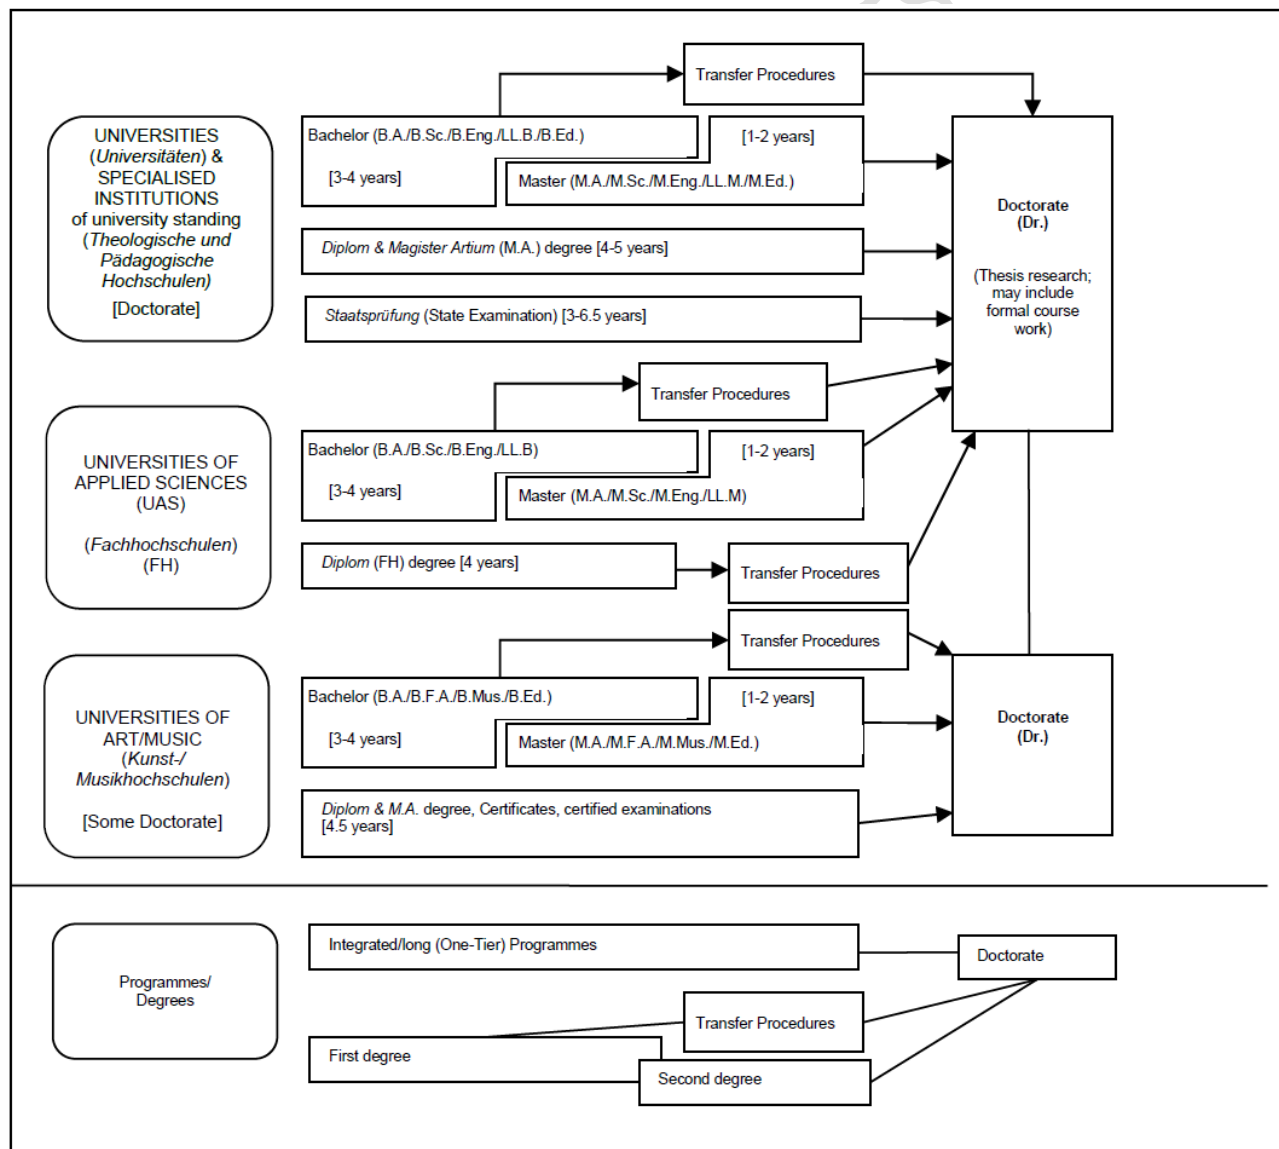 Transfer Procedures
UNIVERSITIES
(Universitäten) &
SPECIALISED
INSTITUTIONS
of university standing
(Theologische und
Pädagogische
Hochschulen)
[Doctorate]
Bachelor (B.A./B.Sc./B.Eng./LL.B./B.Ed.)
[3-4 years]
[1-2 years]
Master (M.A./M.Sc./M.Eng./LL.M./M.Ed.)
Diplom & Magister Artium (M.A.) degree [4-5 years]
Staatsprüfung (State Examination) [3-6.5 years]
Doctorate
(Dr.)
(Thesis research;
may include
formal course
work)
Transfer Procedures
UNIVERSITIES OF
APPLIED SCIENCES
(UAS)
(Fachhochschulen)
(FH)
Bachelor (B.A./B.Sc./B.Eng./LL.B)
[3-4 years]
[1-2 years]
Master (M.A./M.Sc./M.Eng./LL.M)
Diplom (FH) degree [4 years]
Transfer Procedures
Transfer Procedures
UNIVERSITIES OF
ART/MUSIC
(Kunst-/
Musikhochschulen)
[Some Doctorate]
Bachelor (B.A./B.F.A./B.Mus./B.Ed.)
[3-4 years]
[1-2 years]
Master (M.A./M.F.A./M.Mus./M.Ed.)
Diplom & M.A. degree, Certificates, certified examinations
[4.5 years]
Doctorate
(Dr.)
Programmes/
Degrees
Integrated/long (One-Tier) Programmes
Doctorate
Transfer Procedures
First degree
Second degree